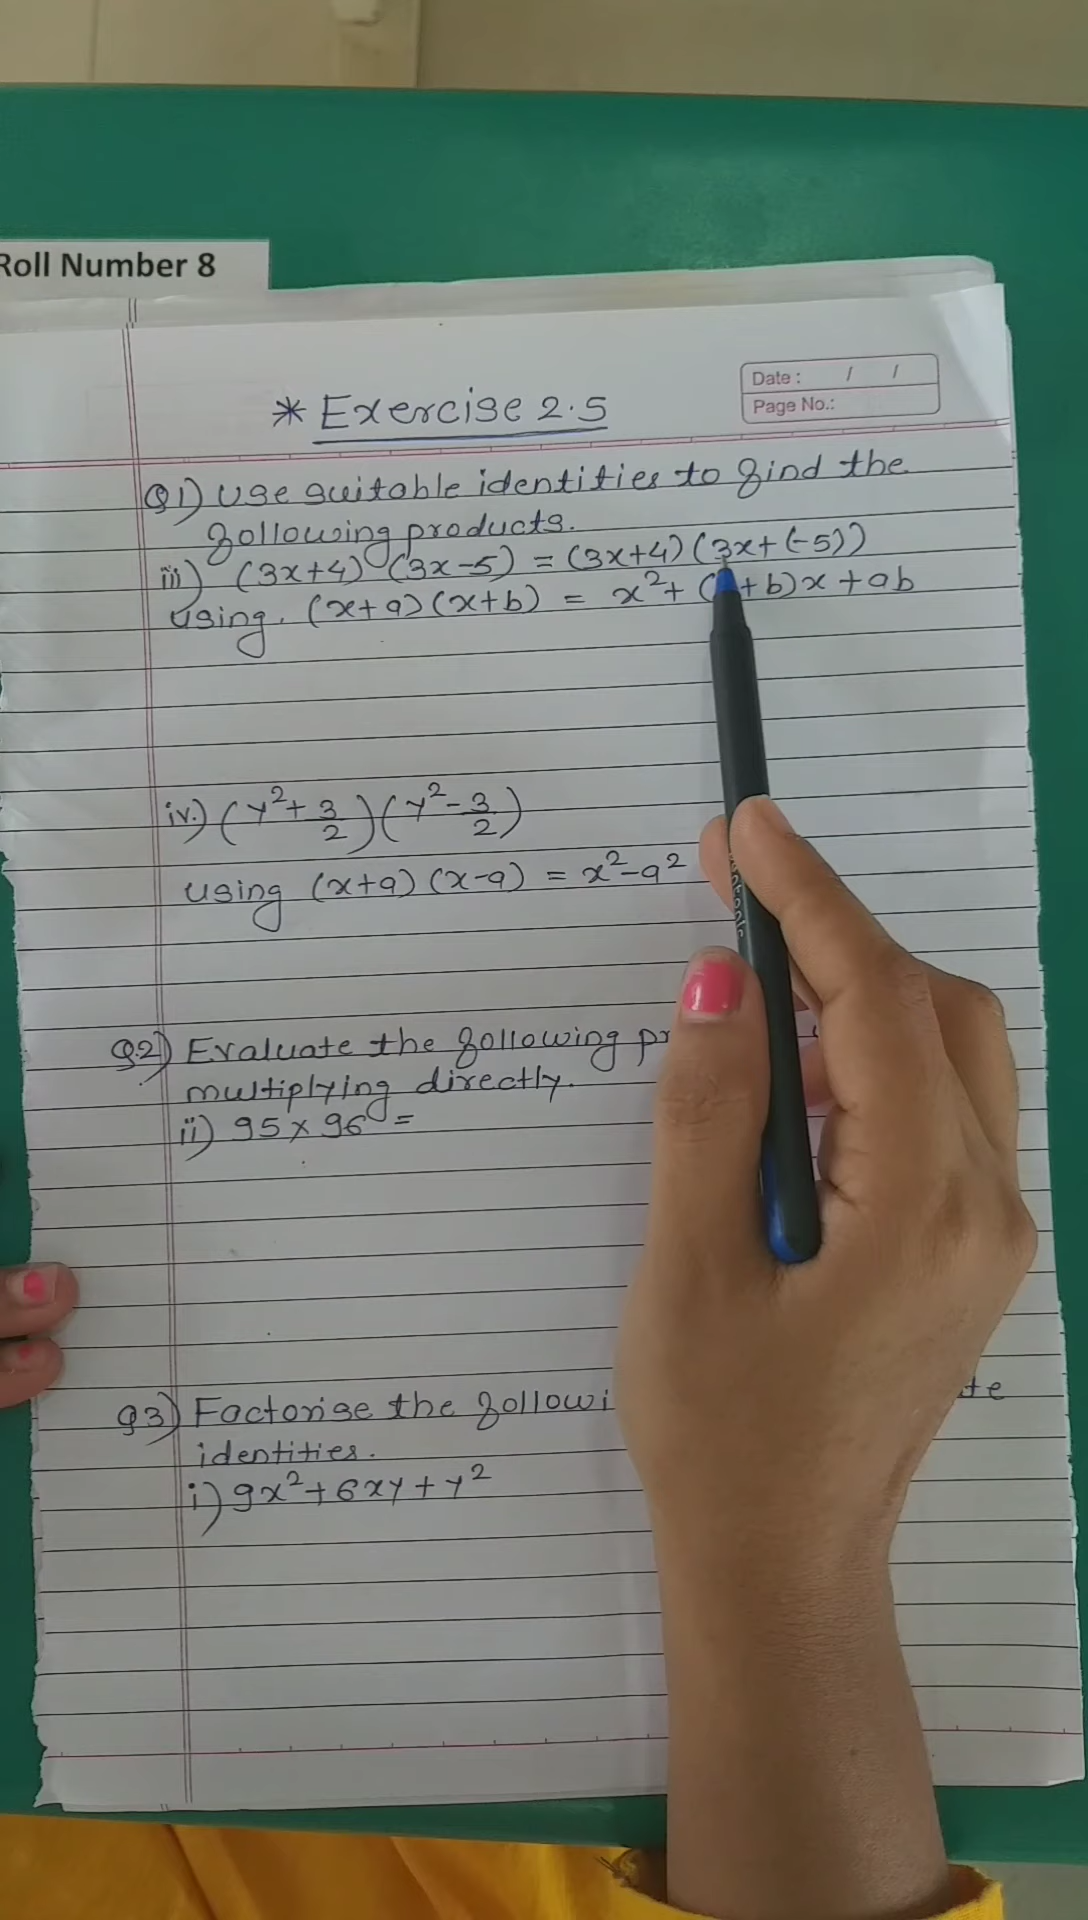 Roll Number 8
Date : / /
Page No.:
* Exercise 2.5
Q1) Use suitable identities to find the
following products.
iii) (3x+4) (3x-5) = (3x+4) (3x+(-5))
using. (x+a) (x+b) = x²+ ( +b)x + ab
iv.) (y²+ 3/2) (y²- 3/2)
using (x+a) (x-a) = x²-a²
Q.2) Evaluate the following
multiplying directly.
ii) 95 x 96 =
Q3) Factorise the
identities.
i) 9x²+6xy+y²